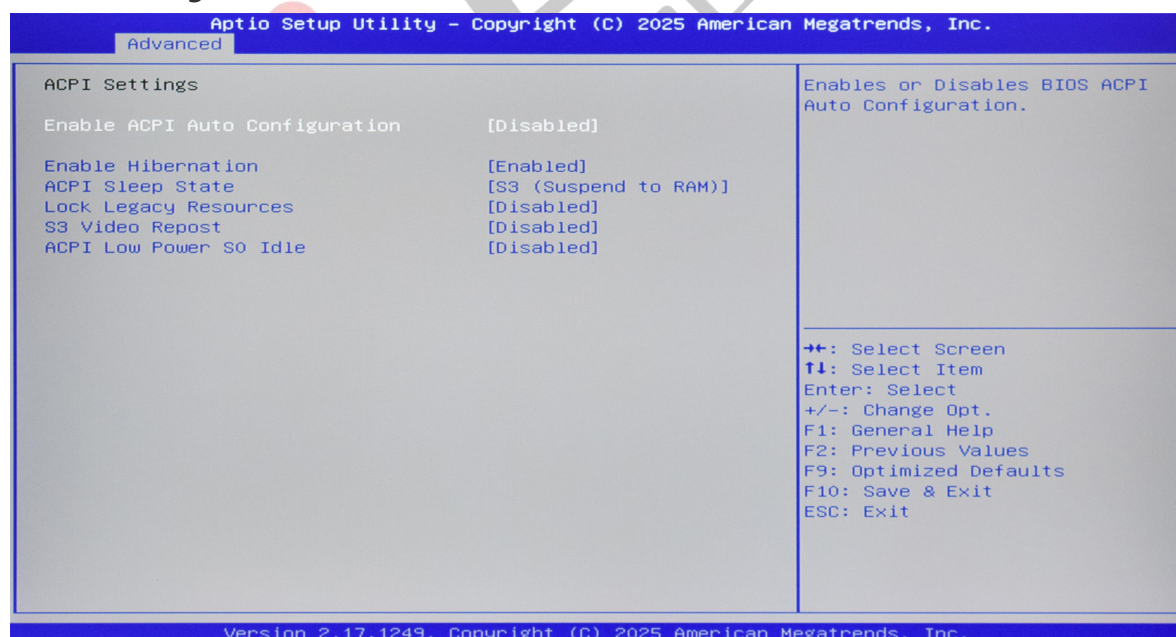 Aptio Setup Utility – Copyright (C) 2025 American Megatrends, Inc.
Advanced
ACPI Settings
Enable ACPI Auto Configuration [Disabled]
Enable Hibernation [Enabled]
ACPI Sleep State [S3 (Suspend to RAM)]
Lock Legacy Resources [Disabled]
S3 Video Repost [Disabled]
ACPI Low Power S0 Idle [Disabled]
Enables or Disables BIOS ACPI
Auto Configuration.
→←: Select Screen
↑↓: Select Item
Enter: Select
+/-: Change Opt.
F1: General Help
F2: Previous Values
F9: Optimized Defaults
F10: Save & Exit
ESC: Exit
Version 2.17.1249. Copyright (C) 2025 American Megatrends, Inc.